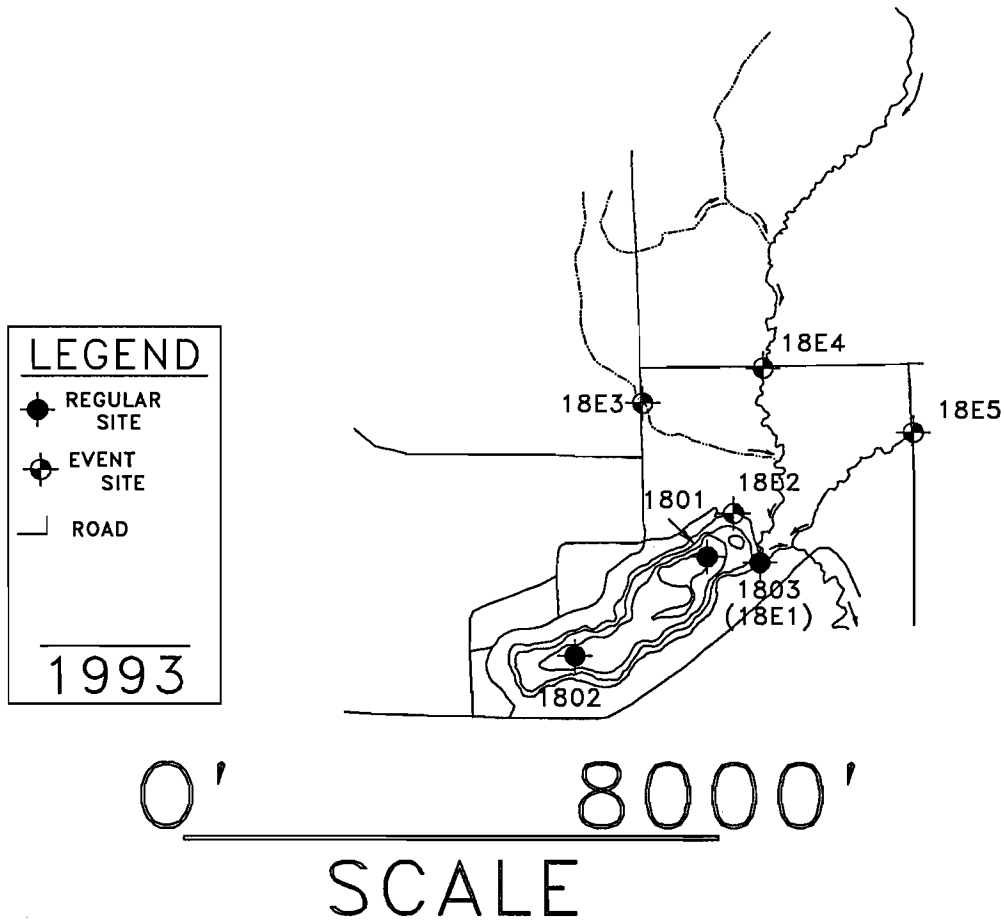 18E4
18E3
18E5
18E2
1801
1803
(18E1)
1802
LEGEND
REGULAR
SITE
EVENT
SITE
ROAD
1993
0' 8000'
SCALE